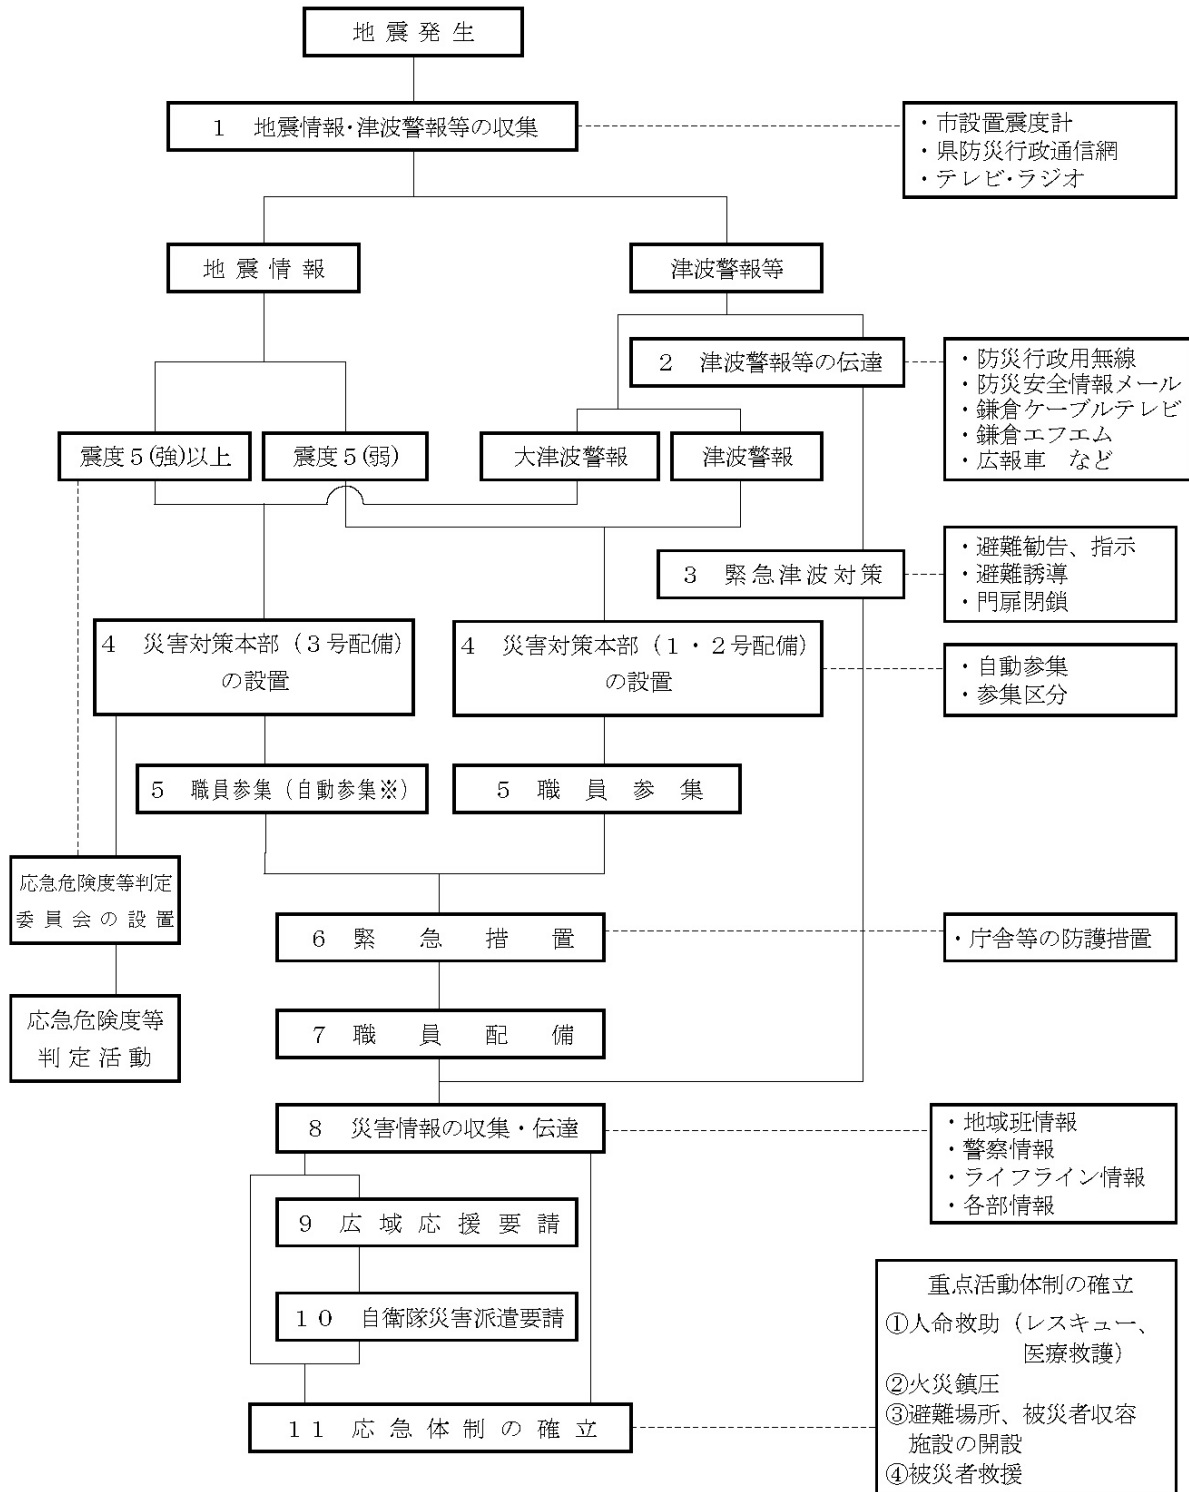 地震発生
１　地震情報･津波警報等の収集
・市設置震度計
・県防災行政通信網
・テレビ･ラジオ
地震情報
津波警報等
２　津波警報等の伝達
・防災行政用無線
・防災安全情報メール
・鎌倉ケーブルテレビ
・鎌倉エフエム
・広報車　など
震度５(強)以上
震度５(弱)
大津波警報
津波警報
３　緊急津波対策
・避難勧告、指示
・避難誘導
・門扉閉鎖
４　災害対策本部（３号配備）
の設置
４　災害対策本部（１・２号配備）
の設置
・自動参集
・参集区分
５　職員参集（自動参集※）
５　職員参集
応急危険度等判定
委員会の設置
６　緊急措置
・庁舎等の防護措置
応急危険度等
判定活動
７　職員配備
８　災害情報の収集・伝達
・地域班情報
・警察情報
・ライフライン情報
・各部情報
９　広域応援要請
１０　自衛隊災害派遣要請
１１　応急体制の確立
重点活動体制の確立
①人命救助（レスキュー、
医療救護）
②火災鎮圧
③避難場所、被災者収容
施設の開設
④被災者救援